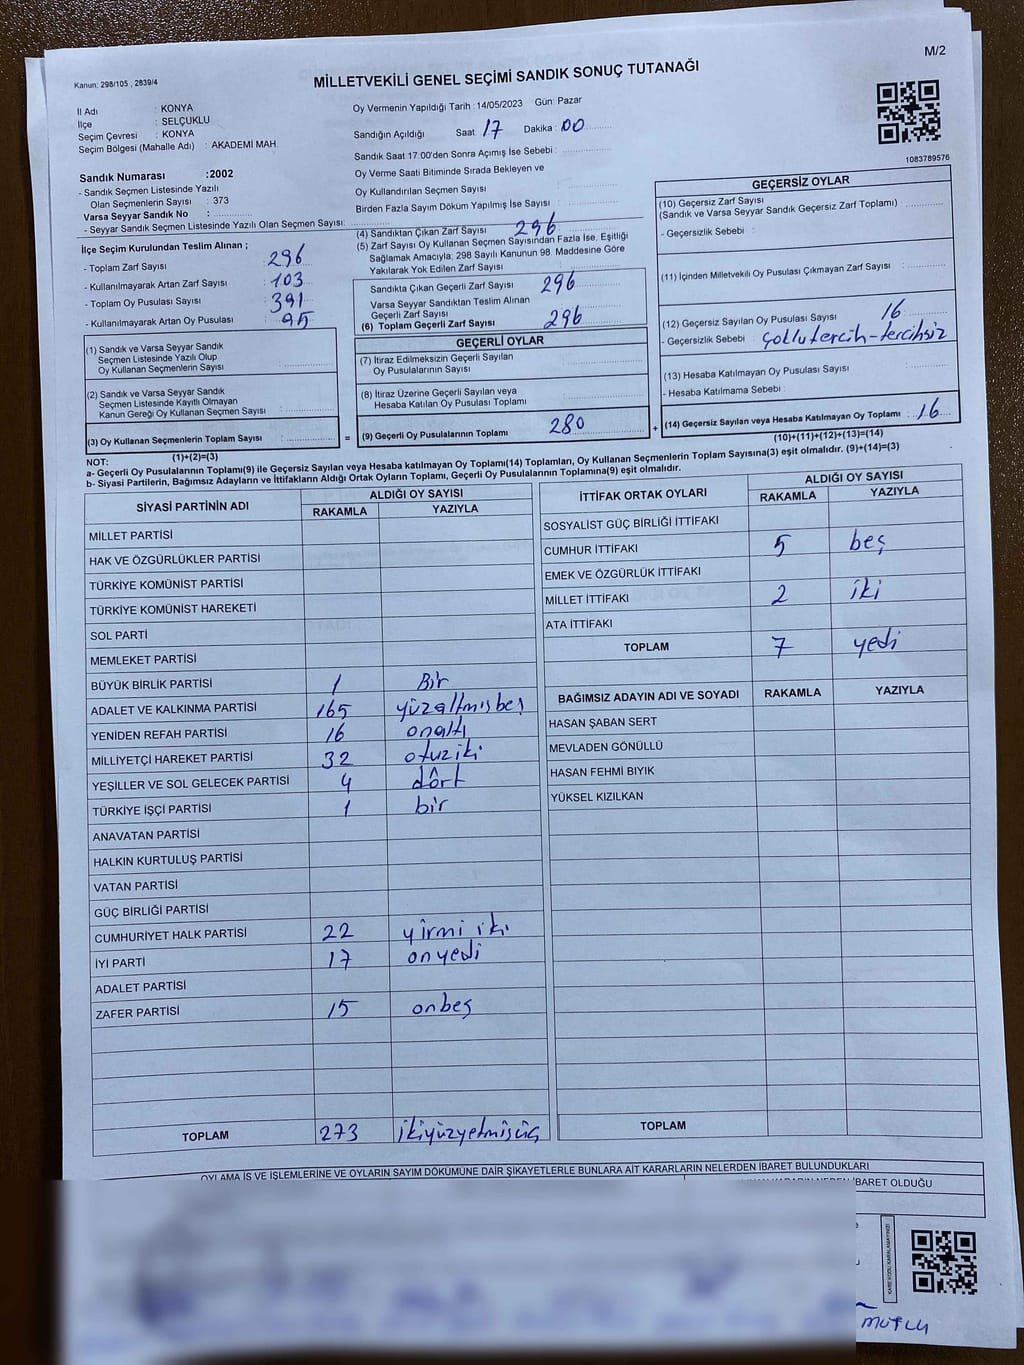 M/2
Kanun: 298/105 , 2839/4
MİLLETVEKİLİ GENEL SEÇİMİ SANDIK SONUÇ TUTANAĞI
İl Adı : KONYA
İlçe : SELÇUKLU
Seçim Çevresi : KONYA
Seçim Bölgesi (Mahalle Adı) : AKADEMİ MAH.
Sandık Numarası :2002
- Sandık Seçmen Listesinde Yazılı
Olan Seçmenlerin Sayısı : 373
Varsa Seyyar Sandık No :
- Seyyar Sandık Seçmen Listesinde Yazılı Olan Seçmen Sayısı:
İlçe Seçim Kurulundan Teslim Alınan ;
- Toplam Zarf Sayısı : 296
- Kullanılmayarak Artan Zarf Sayısı : 103
- Toplam Oy Pusulası Sayısı : 391
- Kullanılmayarak Artan Oy Pusulası : 95
(1) Sandık ve Varsa Seyyar Sandık
Seçmen Listesinde Yazılı Olup
Oy Kullanan Seçmenlerin Sayısı :
(2) Sandık ve Varsa Seyyar Sandık
Seçmen Listesinde Kayıtlı Olmayan
Kanun Gereği Oy Kullanan Seçmen Sayısı :
(3) Oy Kullanan Seçmenlerin Toplam Sayısı :
(1)+(2)=(3)
Oy Vermenin Yapıldığı Tarih : 14/05/2023 Gün: Pazar
Sandığın Açıldığı Saat 17 Dakika : 00
Sandık Saat 17:00'den Sonra Açımış İse Sebebi :
Oy Verme Saati Bitiminde Sırada Bekleyen ve
Oy Kullandırılan Seçmen Sayısı :
Birden Fazla Sayım Döküm Yapılmış İse Sayısı :
(4) Sandıktan Çıkan Zarf Sayısı 296
(5) Zarf Sayısı Oy Kullanan Seçmen Sayısından Fazla İse, Eşitliği
Sağlamak Amacıyla; 298 Sayılı Kanunun 98. Maddesine Göre
Yakılarak Yok Edilen Zarf Sayısı :
Sandıkta Çıkan Geçerli Zarf Sayısı 296
Varsa Seyyar Sandıktan Teslim Alınan
Geçerli Zarf Sayısı :
(6) Toplam Geçerli Zarf Sayısı 296
GEÇERLİ OYLAR
(7) İtiraz Edilmeksizin Geçerli Sayılan
Oy Pusulalarının Sayısı :
(8) İtiraz Üzerine Geçerli Sayılan veya
Hesaba Katılan Oy Pusulası Toplamı :
= (9) Geçerli Oy Pusulalarının Toplamı 280
1083789576
GEÇERSİZ OYLAR
(10) Geçersiz Zarf Sayısı
(Sandık ve Varsa Seyyar Sandık Geçersiz Zarf Toplamı) :
- Geçersizlik Sebebi :
(11) İçinden Milletvekili Oy Pusulası Çıkmayan Zarf Sayısı :
(12) Geçersiz Sayılan Oy Pusulası Sayısı : 16
- Geçersizlik Sebebi : Çoklu tercih-tercihsiz
(13) Hesaba Katılmayan Oy Pusulası Sayısı :
- Hesaba Katılmama Sebebi :
+ (14) Geçersiz Sayılan veya Hesaba Katılmayan Oy Toplamı : 16
(10)+(11)+(12)+(13)=(14)
NOT:
a- Geçerli Oy Pusulalarının Toplamı(9) ile Geçersiz Sayılan veya Hesaba katılmayan Oy Toplamı(14) Toplamları, Oy Kullanan Seçmenlerin Toplam Sayısına(3) eşit olmalıdır. (9)+(14)=(3)
b- Siyasi Partilerin, Bağımsız Adayların ve İttifakların Aldığı Ortak Oyların Toplamı, Geçerli Oy Pusulalarının Toplamına(9) eşit olmalıdır.
SİYASİ PARTİNİN ADI ALDIĞI OY SAYISI
RAKAMLA YAZIYLA
MİLLET PARTİSİ
HAK VE ÖZGÜRLÜKLER PARTİSİ
TÜRKİYE KOMÜNİST PARTİSİ
TÜRKİYE KOMÜNİST HAREKETİ
SOL PARTİ
MEMLEKET PARTİSİ
BÜYÜK BİRLİK PARTİSİ 1 Bir
ADALET VE KALKINMA PARTİSİ 165 yüzaltmışbeş
YENİDEN REFAH PARTİSİ 16 onaltı
MİLLİYETÇİ HAREKET PARTİSİ 32 otuziki
YEŞİLLER VE SOL GELECEK PARTİSİ 4 dört
TÜRKİYE İŞÇİ PARTİSİ 1 bir
ANAVATAN PARTİSİ
HALKIN KURTULUŞ PARTİSİ
VATAN PARTİSİ
GÜÇ BİRLİĞİ PARTİSİ
CUMHURİYET HALK PARTİSİ 22 yirmi iki
İYİ PARTİ 17 onyedi
ADALET PARTİSİ
ZAFER PARTİSİ 15 onbeş
TOPLAM 273 ikiyüzyetmişüç
İTTİFAK ORTAK OYLARI ALDIĞI OY SAYISI
RAKAMLA YAZIYLA
SOSYALİST GÜÇ BİRLİĞİ İTTİFAKI
CUMHUR İTTİFAKI 5 beş
EMEK VE ÖZGÜRLÜK İTTİFAKI
MİLLET İTTİFAKI 2 iki
ATA İTTİFAKI
TOPLAM 7 yedi
BAĞIMSIZ ADAYIN ADI VE SOYADI RAKAMLA YAZIYLA
HASAN ŞABAN SERT
MEVLADEN GÖNÜLLÜ
HASAN FEHMİ BIYIK
YÜKSEL KIZILKAN
TOPLAM
OYLAMA İŞ VE İŞLEMLERİNE VE OYLARIN SAYIM DÖKÜMÜNE DAİR ŞİKAYETLERLE BUNLARA AİT KARARLARIN NELERDEN İBARET BULUNDUKLARI
İBARET OLDUĞU
KARE KODU KARALAMAYINIZ!
MUTLU